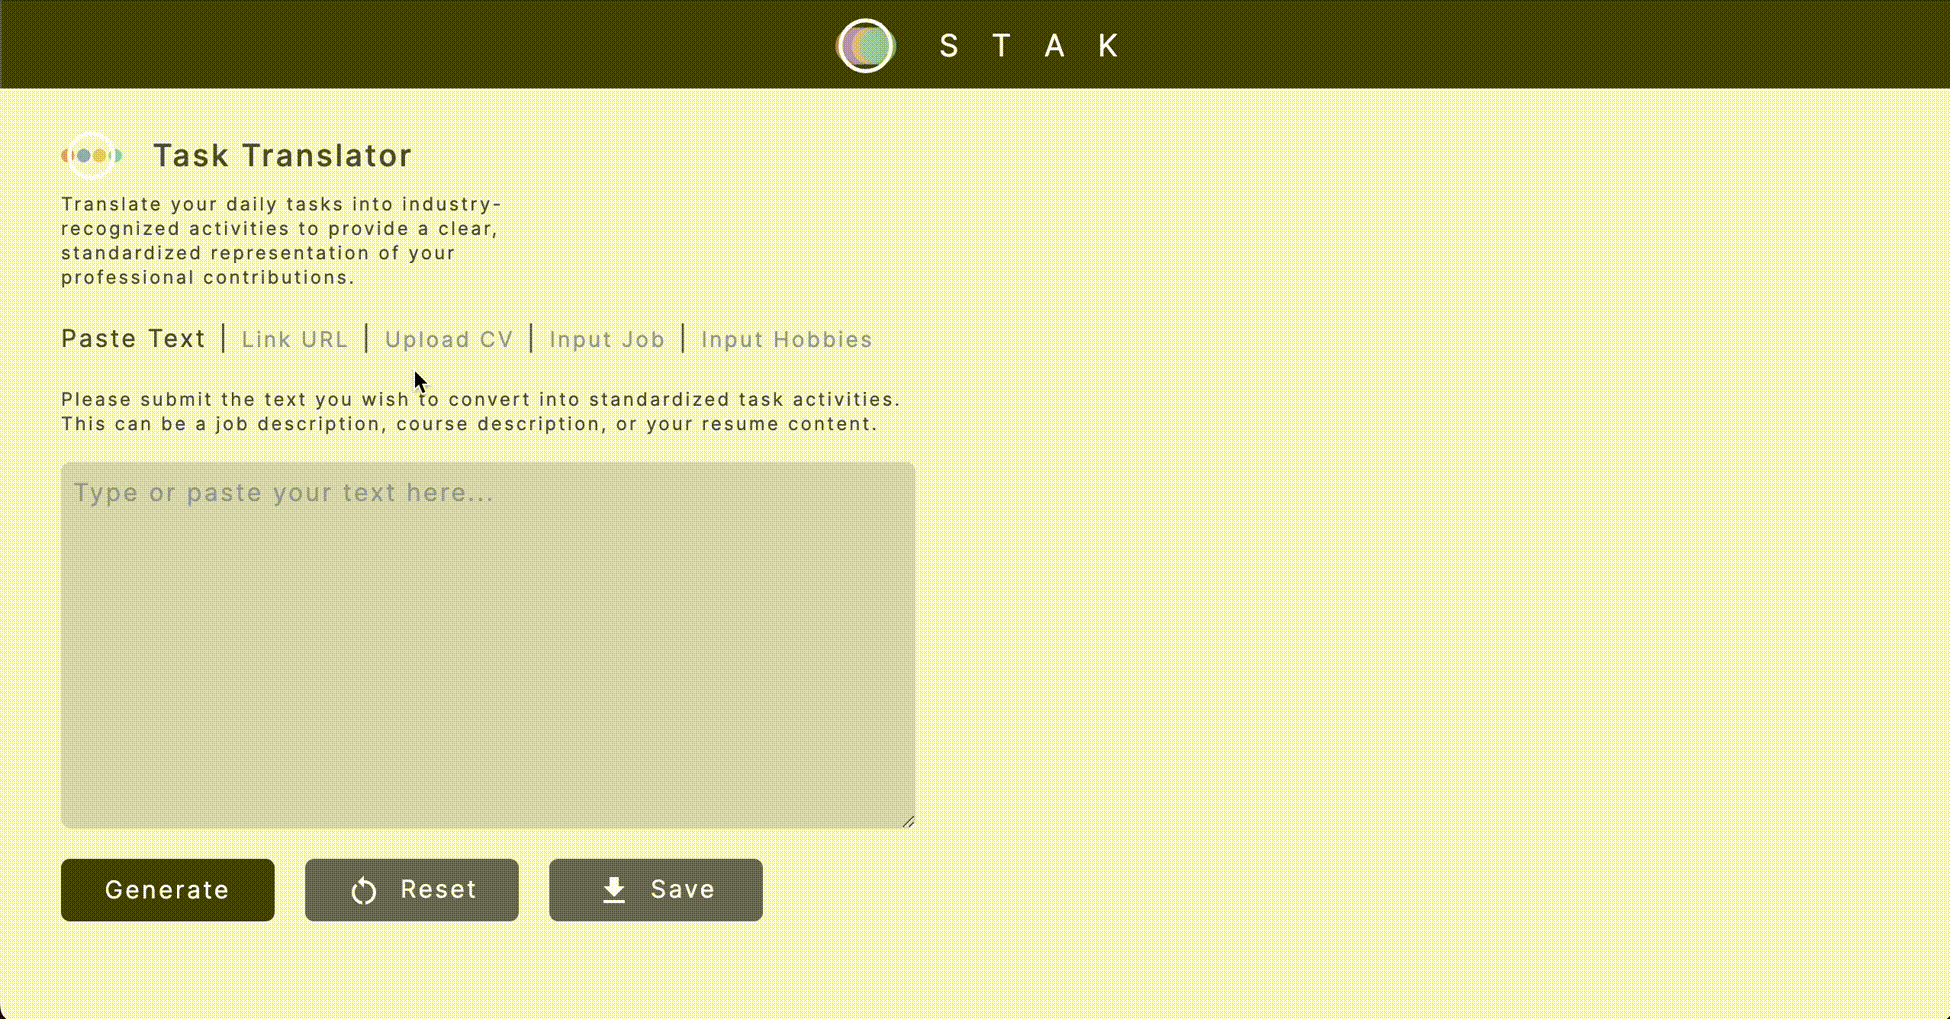 S T A K
Task Translator
Translate your daily tasks into industry-
recognized activities to provide a clear,
standardized representation of your
professional contributions.
Paste Text | Link URL | Upload CV | Input Job | Input Hobbies
Please submit the text you wish to convert into standardized task activities.
This can be a job description, course description, or your resume content.
Type or paste your text here...
Generate
Reset
Save